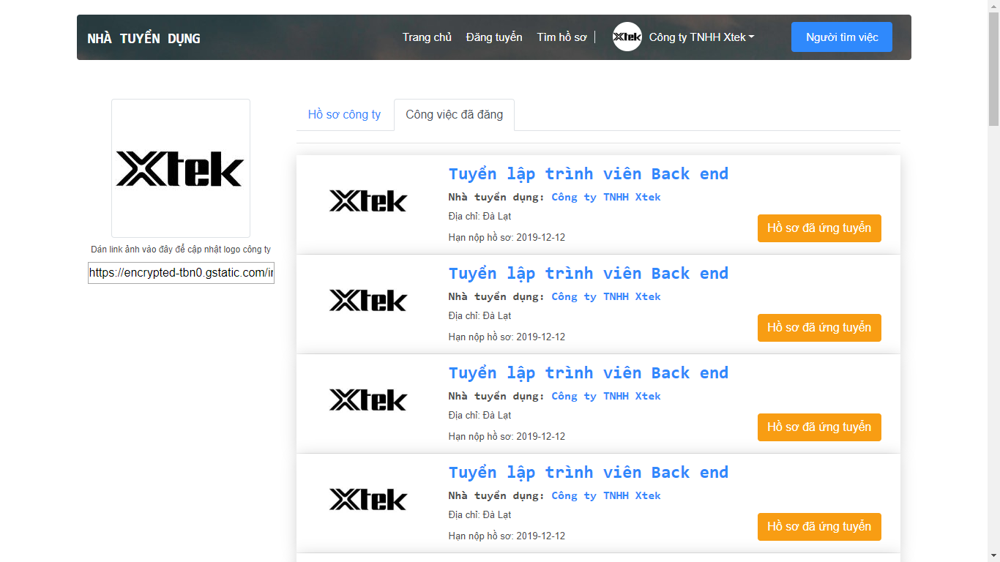 NHÀ TUYỂN DỤNG
Trang chủ Đăng tuyển Tìm hồ sơ | Xtek Công ty TNHH Xtek Người tìm việc
Xtek
Dán link ảnh vào đây để cập nhật logo công ty
https://encrypted-tbn0.gstatic.com/i
Hồ sơ công ty Công việc đã đăng
Xtek
Tuyển lập trình viên Back end
Nhà tuyển dụng: Công ty TNHH Xtek
Địa chỉ: Đà Lạt
Hạn nộp hồ sơ: 2019-12-12
Hồ sơ đã ứng tuyển
Xtek
Tuyển lập trình viên Back end
Nhà tuyển dụng: Công ty TNHH Xtek
Địa chỉ: Đà Lạt
Hạn nộp hồ sơ: 2019-12-12
Hồ sơ đã ứng tuyển
Xtek
Tuyển lập trình viên Back end
Nhà tuyển dụng: Công ty TNHH Xtek
Địa chỉ: Đà Lạt
Hạn nộp hồ sơ: 2019-12-12
Hồ sơ đã ứng tuyển
Xtek
Tuyển lập trình viên Back end
Nhà tuyển dụng: Công ty TNHH Xtek
Địa chỉ: Đà Lạt
Hạn nộp hồ sơ: 2019-12-12
Hồ sơ đã ứng tuyển